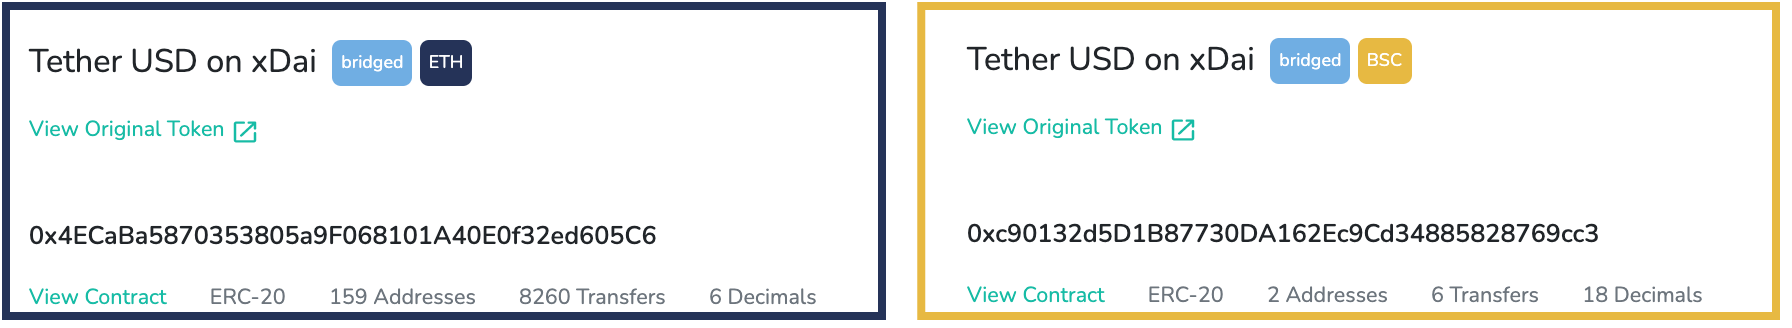 Tether USD on xDai bridged ETH
View Original Token
0x4ECaBa5870353805a9F068101A40E0f32ed605C6
View Contract ERC-20 159 Addresses 8260 Transfers 6 Decimals
Tether USD on xDai bridged BSC
View Original Token
0xc90132d5D1B87730DA162Ec9Cd34885828769cc3
View Contract ERC-20 2 Addresses 6 Transfers 18 Decimals